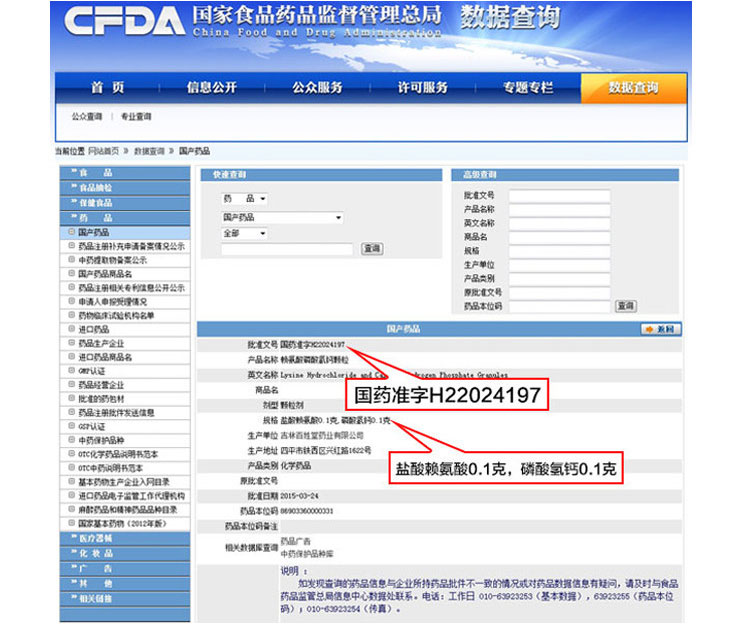 CFDA 国家食品药品监督管理总局 数据查询
China Food and Drug Administration
首 页 信息公开 公众服务 许可服务 专题专栏 数据查询
公众查询 | 专业查询
当前位置 网站首页 » 数据查询 » 国产药品
食 品
食品抽检
保健食品
药 品
国产药品
药品注册补充申请备案情况公示
中药提取物备案公示
国产药品商品名
药品注册相关专利信息公开公示
申请人申报受理情况
药物临床试验机构名单
进口药品
药品生产企业
进口药品商品名
GMP认证
药品经营企业
批准的药包材
药品注册批件发送信息
GSP认证
中药保护品种
OTC化学药品说明书范本
OTC中药说明书范本
基本药物生产企业入网目录
进口药品电子监管工作代理机构
麻醉药品和精神药品品种目录
国家基本药物（2012年版）
医疗器械
化 妆 品
广 告
其 他
相关链接
快速查询
药 品
国产药品
全部
查询
高级查询
批准文号
产品名称
英文名称
商品名
规格
生产单位
产品类别
原批准文号
药品本位码
查询
国产药品
返回
批准文号 国药准字H22024197
产品名称 赖氨酸磷酸氢钙颗粒
英文名称 Lysine Hydrochloride and Ca ogen Phosphate Granules
商品名
国药准字H22024197
剂型 颗粒剂
规格 盐酸赖氨酸0.1克,磷酸氢钙0.1克
生产单位 吉林百姓堂药业有限公司
生产地址 四平市铁西区兴红路1622号
盐酸赖氨酸0.1克，磷酸氢钙0.1克
产品类别 化学药品
原批准文号
批准日期 2015-03-24
药品本位码 86903360000331
药品本位码备注
相关数据库查询 药品广告
中药保护品种库
说明：
如发现查询的药品信息与企业所持药品批件不一致的情况或对药品数据信息有疑问，请及时与食品
药品监管总局信息中心数据处联系。电话：工作日 010-63923253（基本数据），63923255（药品本位
码）；010-63923254（传真）。